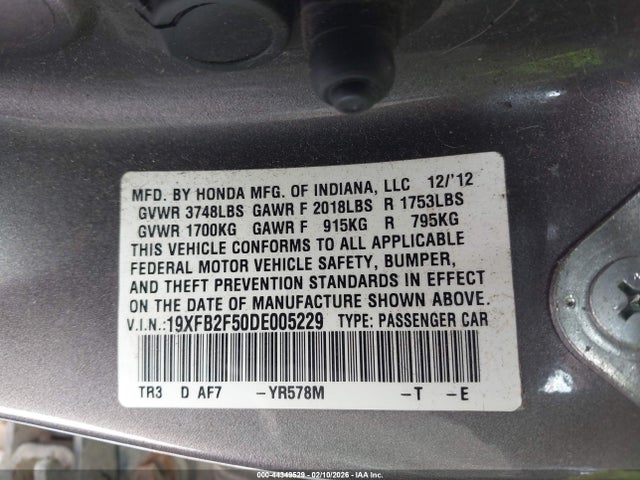 MFD. BY HONDA MFG. OF INDIANA, LLC 12/'12
GVWR 3748LBS GAWR F 2018LBS R 1753LBS
GVWR 1700KG GAWR F 915KG R 795KG
THIS VEHICLE CONFORMS TO ALL APPLICABLE
FEDERAL MOTOR VEHICLE SAFETY, BUMPER,
AND THEFT PREVENTION STANDARDS IN EFFECT
ON THE DATE OF MANUFACTURE SHOWN ABOVE.
V.I.N.:19XFB2F50DE005229 TYPE: PASSENGER CAR
TR3 D AF7 -YR578M -T -E
000-44349529 - 02/10/2026 - IAAI.COM